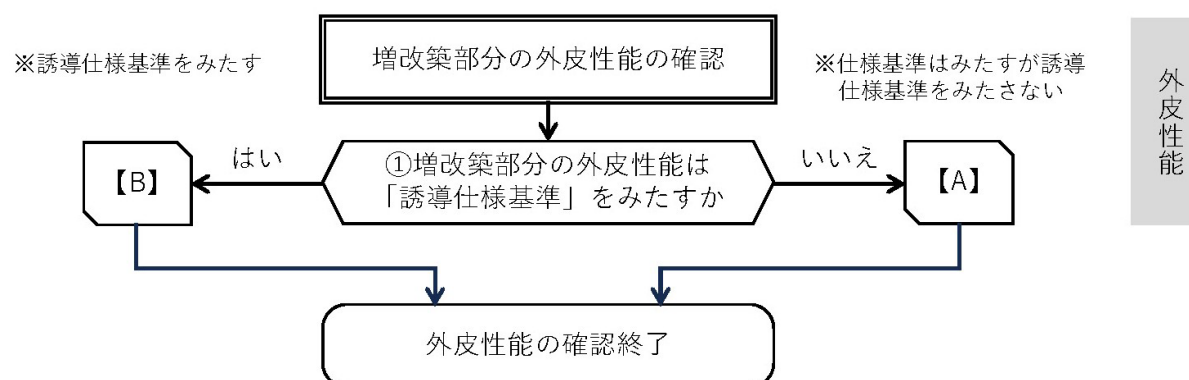 増改築部分の外皮性能の確認
※誘導仕様基準をみたす
※仕様基準はみたすが誘導
仕様基準をみたさない
外皮性能
①増改築部分の外皮性能は
「誘導仕様基準」をみたすか
はい
いいえ
【B】
【A】
外皮性能の確認終了